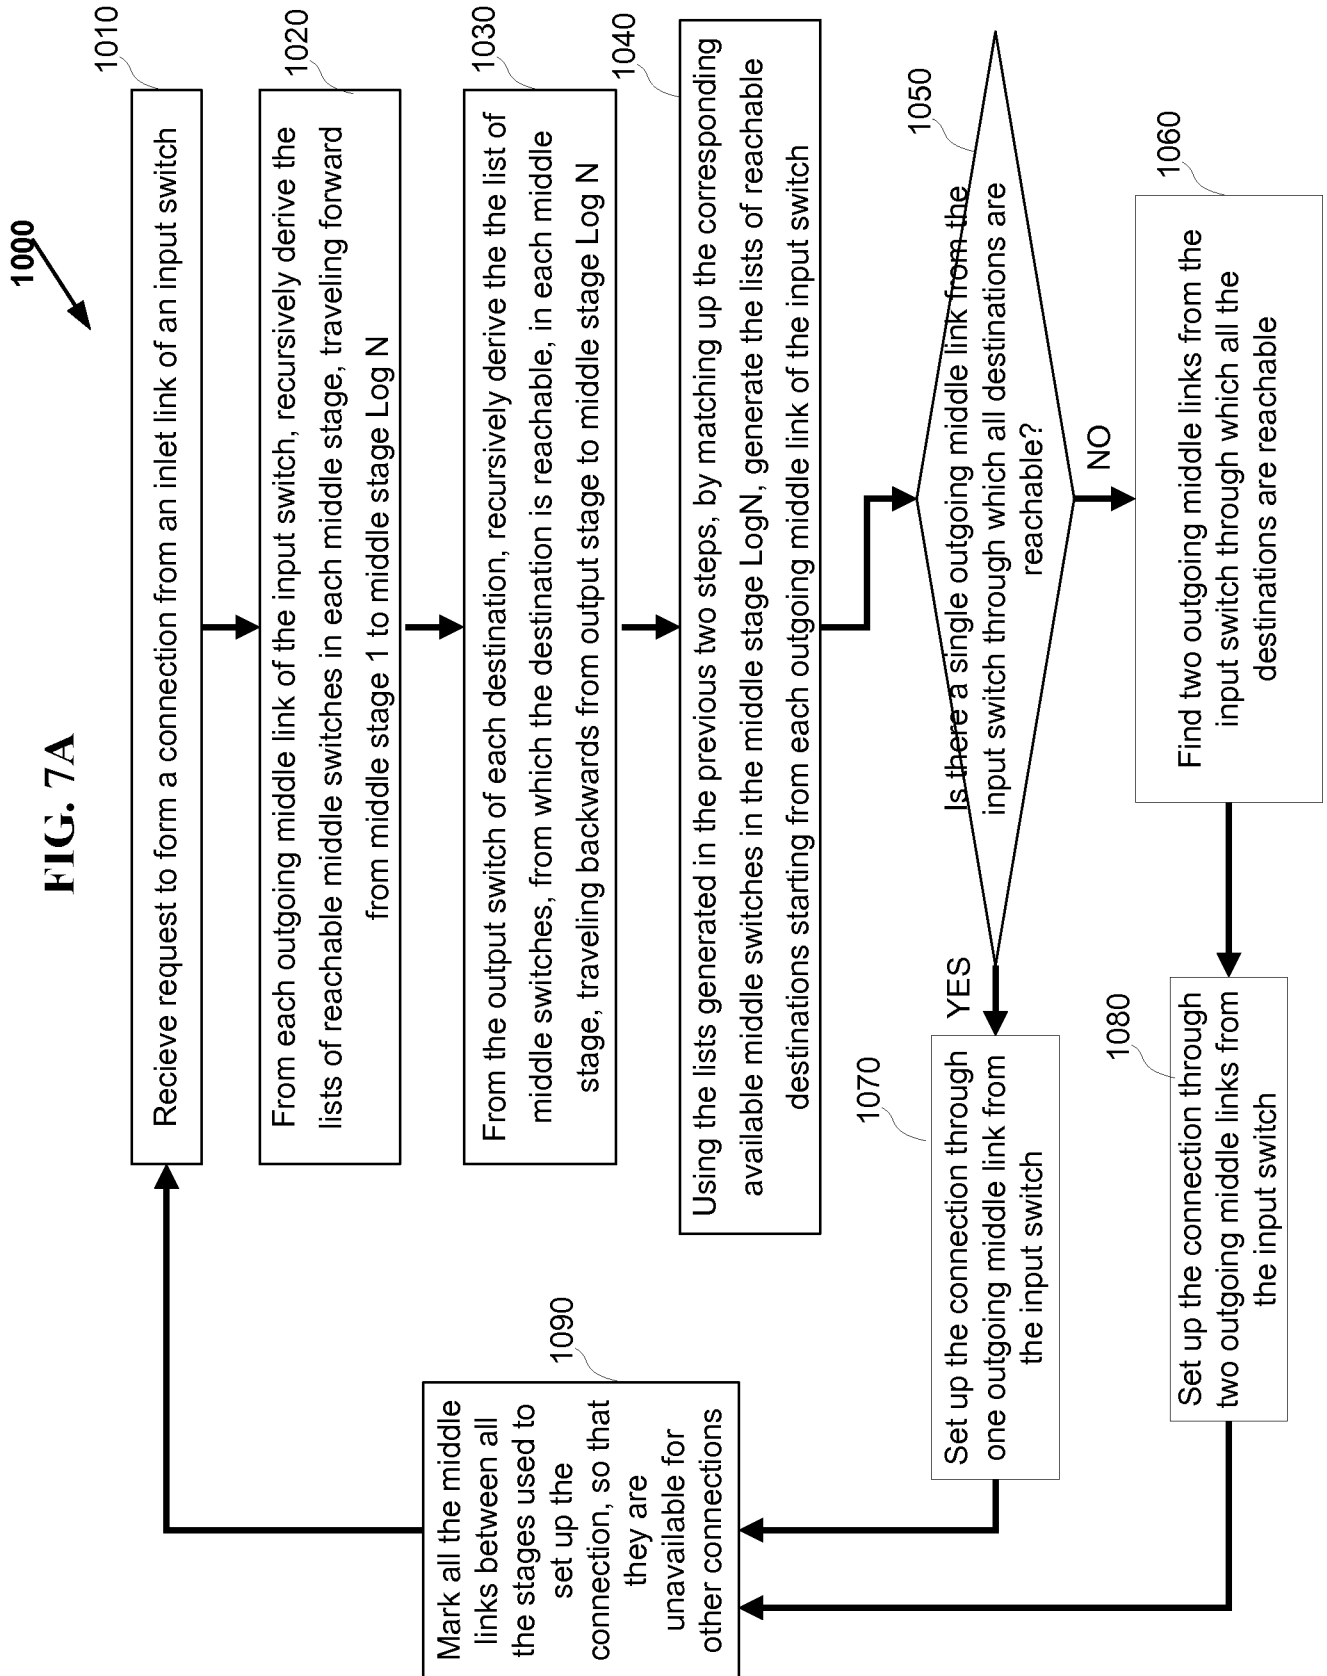 FIG. 7A
1000
1010
Recieve request to form a connection from an inlet link of an input switch
1020
From each outgoing middle link of the input switch, recursively derive the
lists of reachable middle switches in each middle stage, traveling forward
from middle stage 1 to middle stage Log N
1030
From the output switch of each destination, recursively derive the the list of
middle switches, from which the destination is reachable, in each middle
stage, traveling backwards from output stage to middle stage Log N
1040
Using the lists generated in the previous two steps, by matching up the corresponding
available middle switches in the middle stage LogN, generate the lists of reachable
destinations starting from each outgoing middle link of the input switch
1050
Is there a single outgoing middle link from the
input switch through which all destinations are
reachable?
NO
YES
1060
Find two outgoing middle links from the
input switch through which all the
destinations are reachable
1070
Set up the connection through
one outgoing middle link from
the input switch
1080
Set up the connection through
two outgoing middle links from
the input switch
1090
Mark all the middle
links between all
the stages used to
set up the
connection, so that
they are
unavailable for
other connections